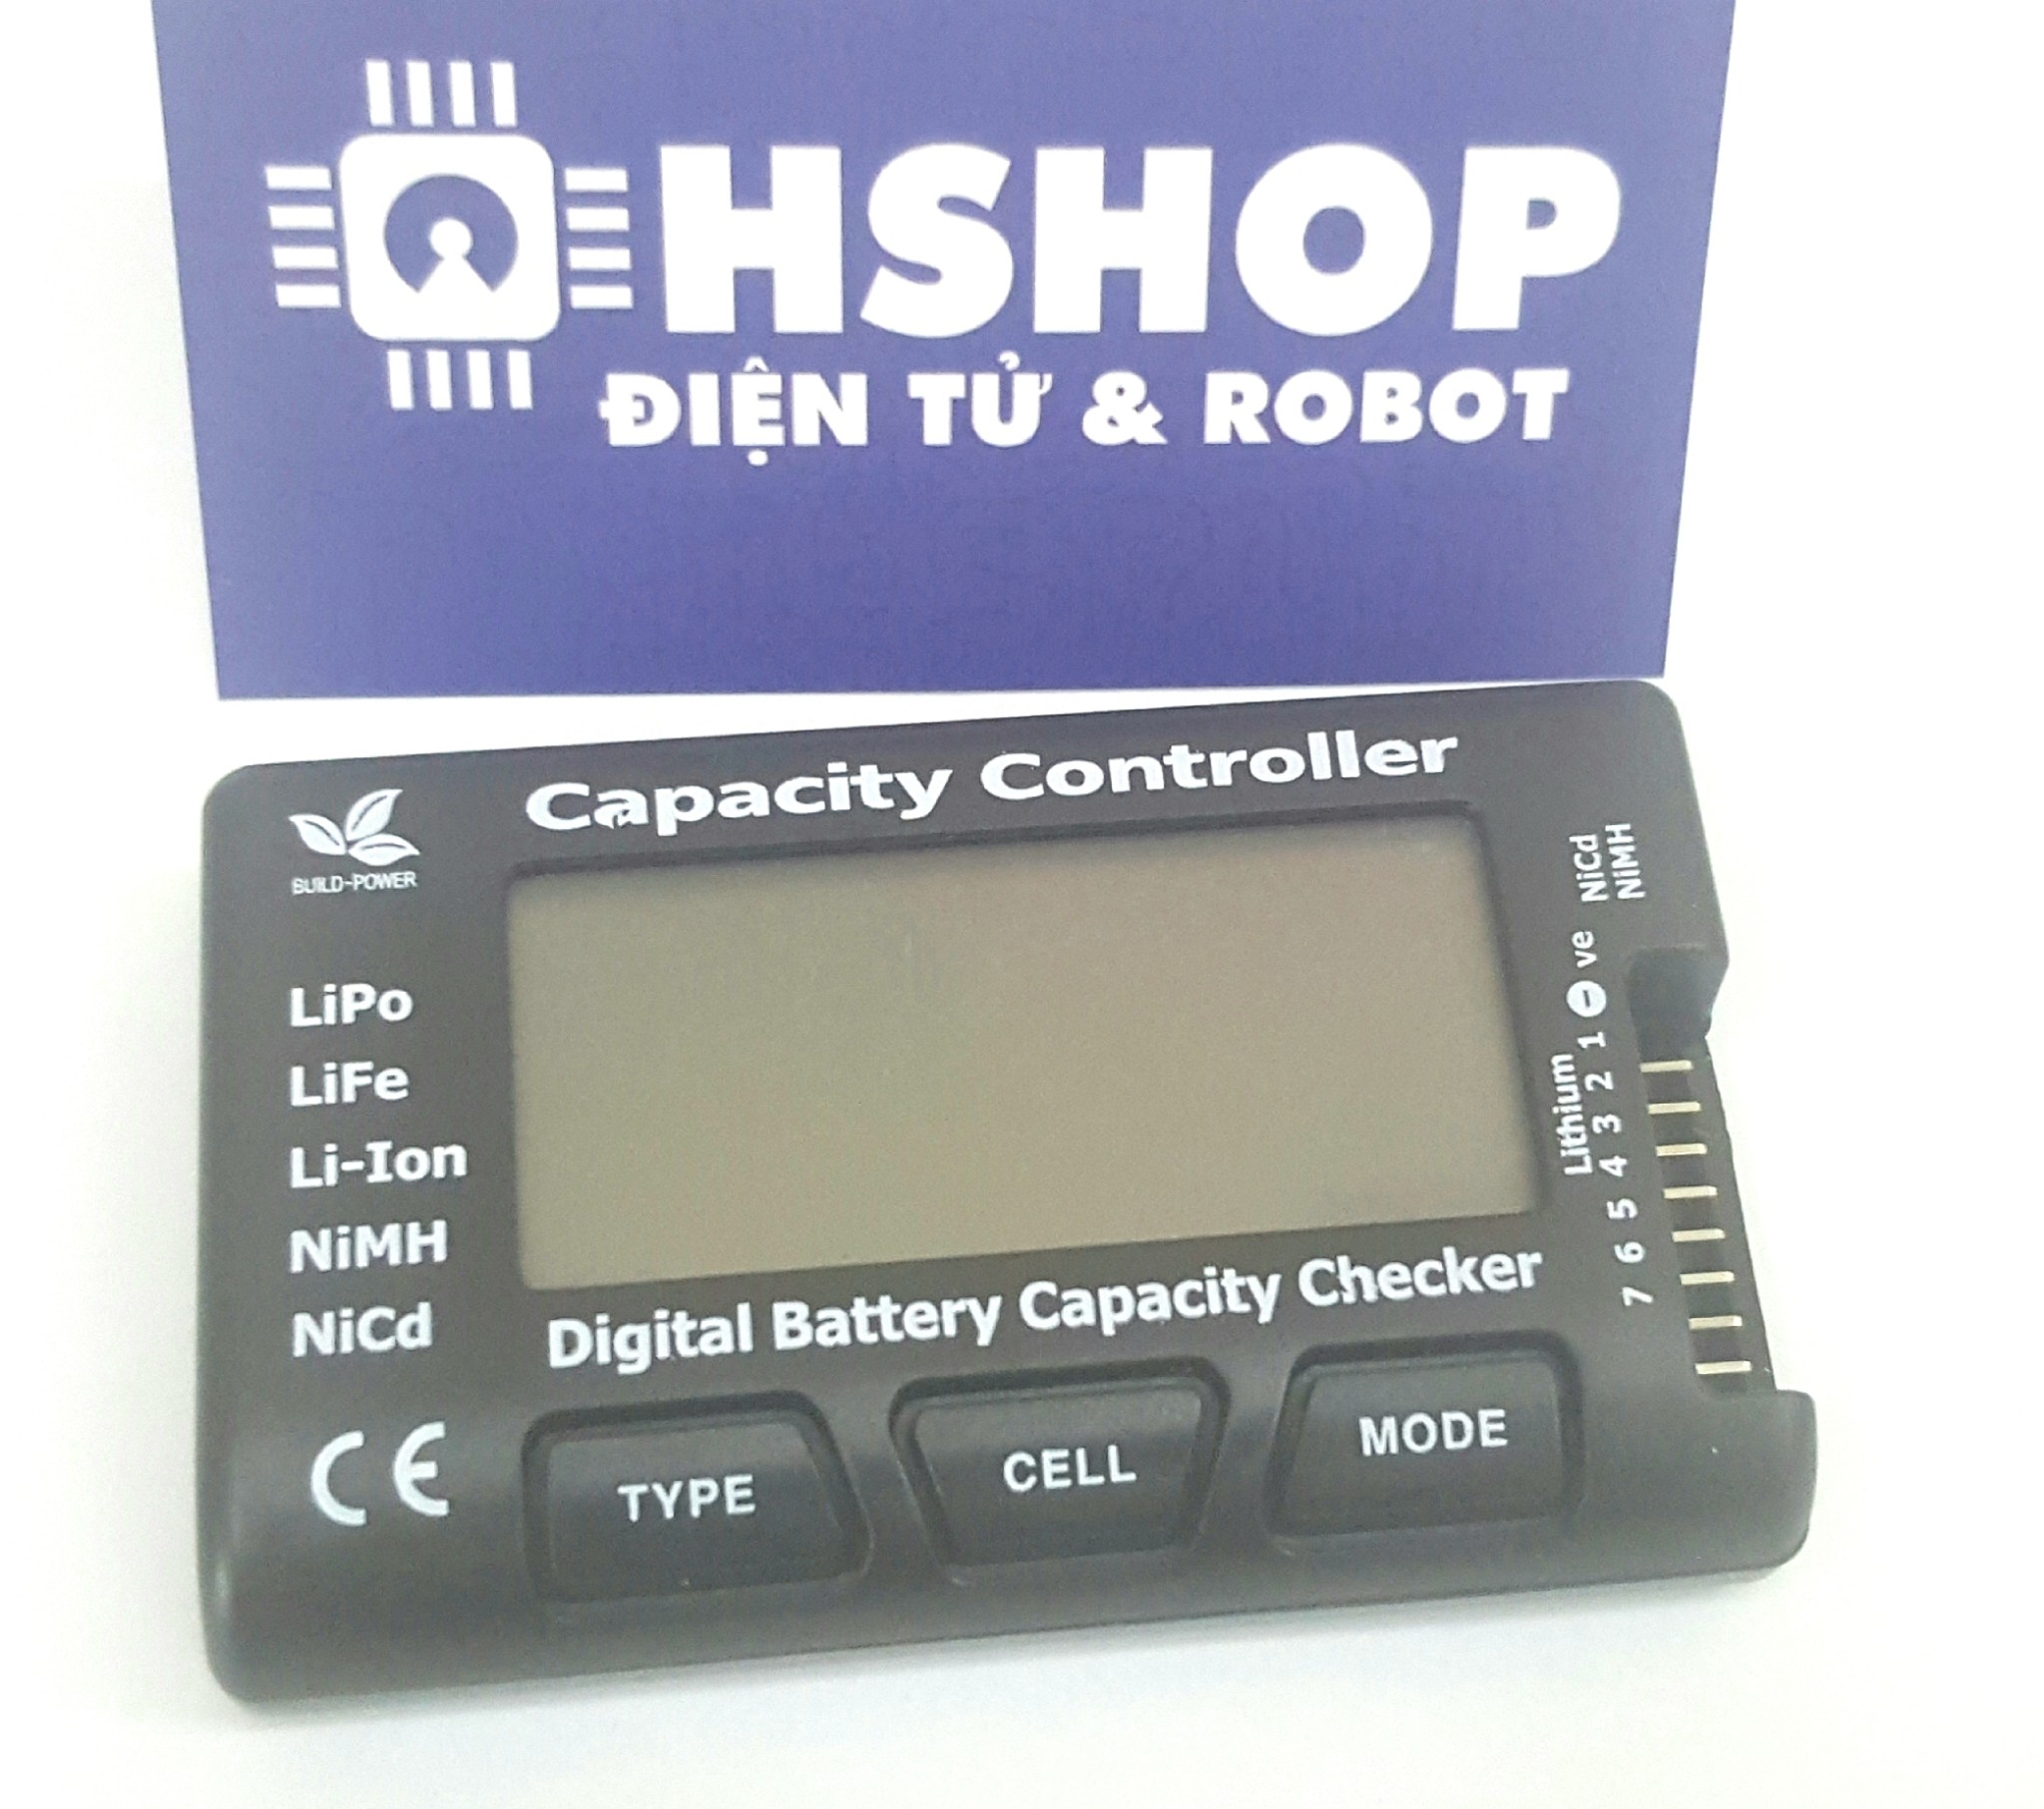 HSHOP
ĐIỆN TỬ & ROBOT
Capacity Controller
BUILD-POWER
LiPo
LiFe
Li-Ion
NiMH
NiCd
CE
Digital Battery Capacity Checker
TYPE
CELL
MODE
NiCd
NiMH
Lithium
7 6 5 4 3 2 1 - ve